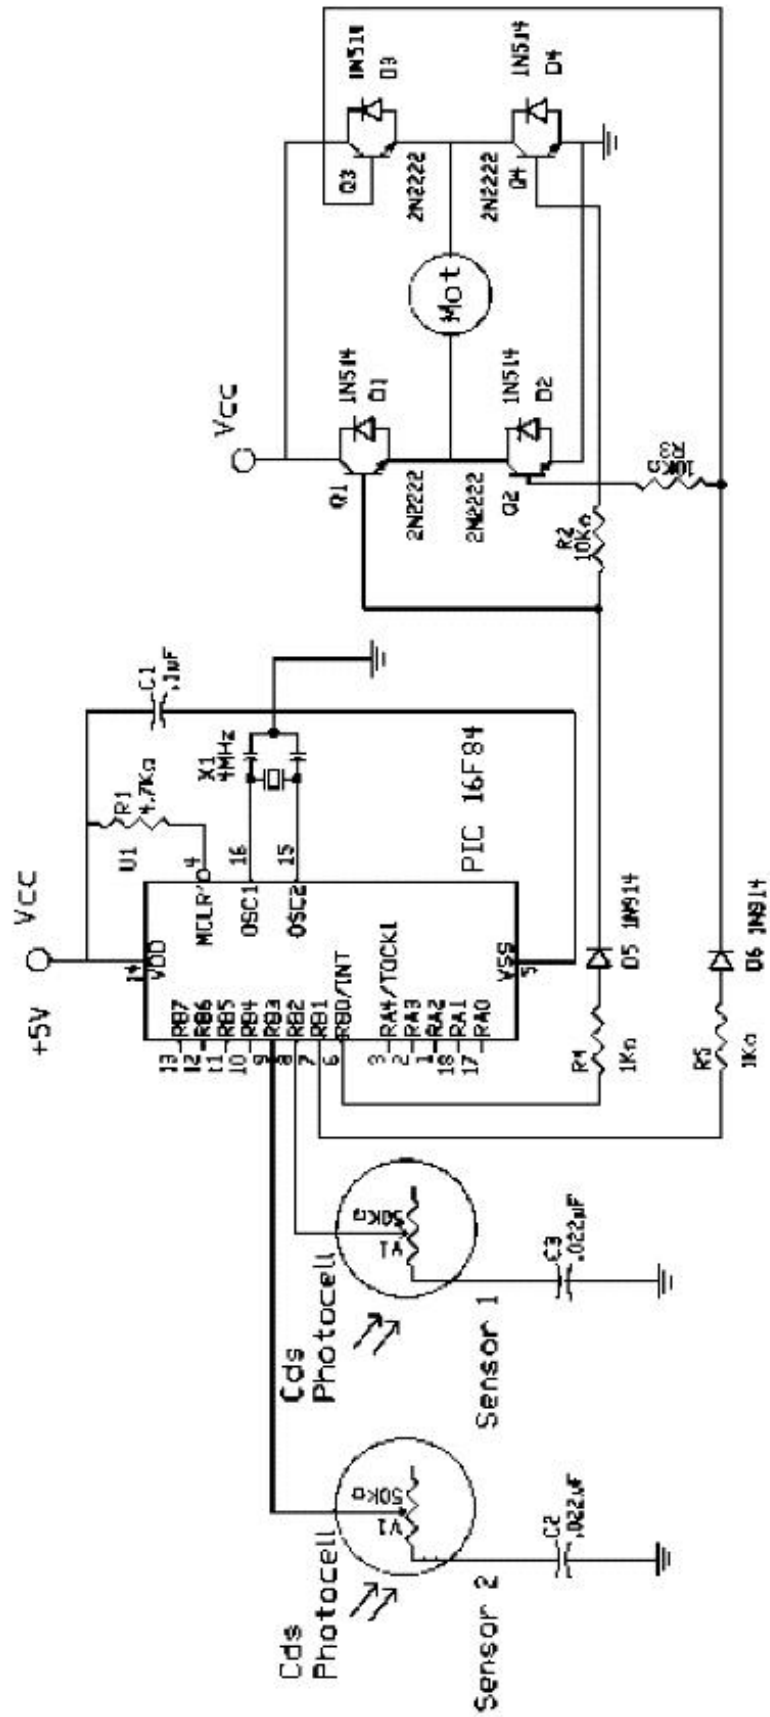 Cds
Photocell
Sensor 2
V1
50KΩ
C2
.022uF
Cds
Photocell
Sensor 1
V1
50KΩ
C3
.022µF
+5V
Vcc
R1
4.7KΩ
C1
.1µF
U1
14
VDD
MCLR'
4
OSC1
16
OSC2
15
X1
4MHz
13
RB7
12
RB6
11
RB5
10
RB4
9
RB3
8
RB2
7
RB1
6
RB0/INT
3
RA4/TOCK1
2
RA3
1
RA2
18
RA1
17
RA0
VSS
5
PIC 16F84
R4
1KΩ
D5 1N914
R5
1KΩ
D6 1N914
Vcc
Q1
2N2222
1N514
D1
Q2
2N2222
1N514
D2
R2
10KΩ
R3
10KΩ
Mot
Q3
2N2222
1N514
D3
Q4
2N2222
1N514
D4